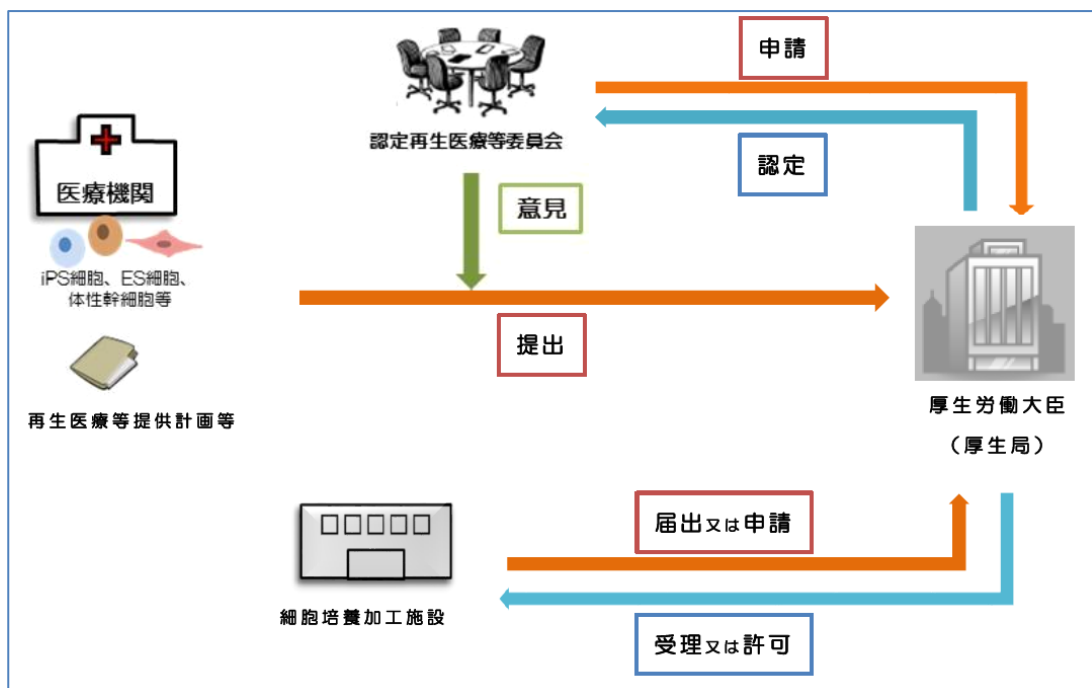 申請
認定再生医療等委員会
認定
医療機関
意見
iPS細胞、ES細胞、
体性幹細胞等
提出
再生医療等提供計画等
厚生労働大臣
（厚生局）
届出又は申請
細胞培養加工施設
受理又は許可